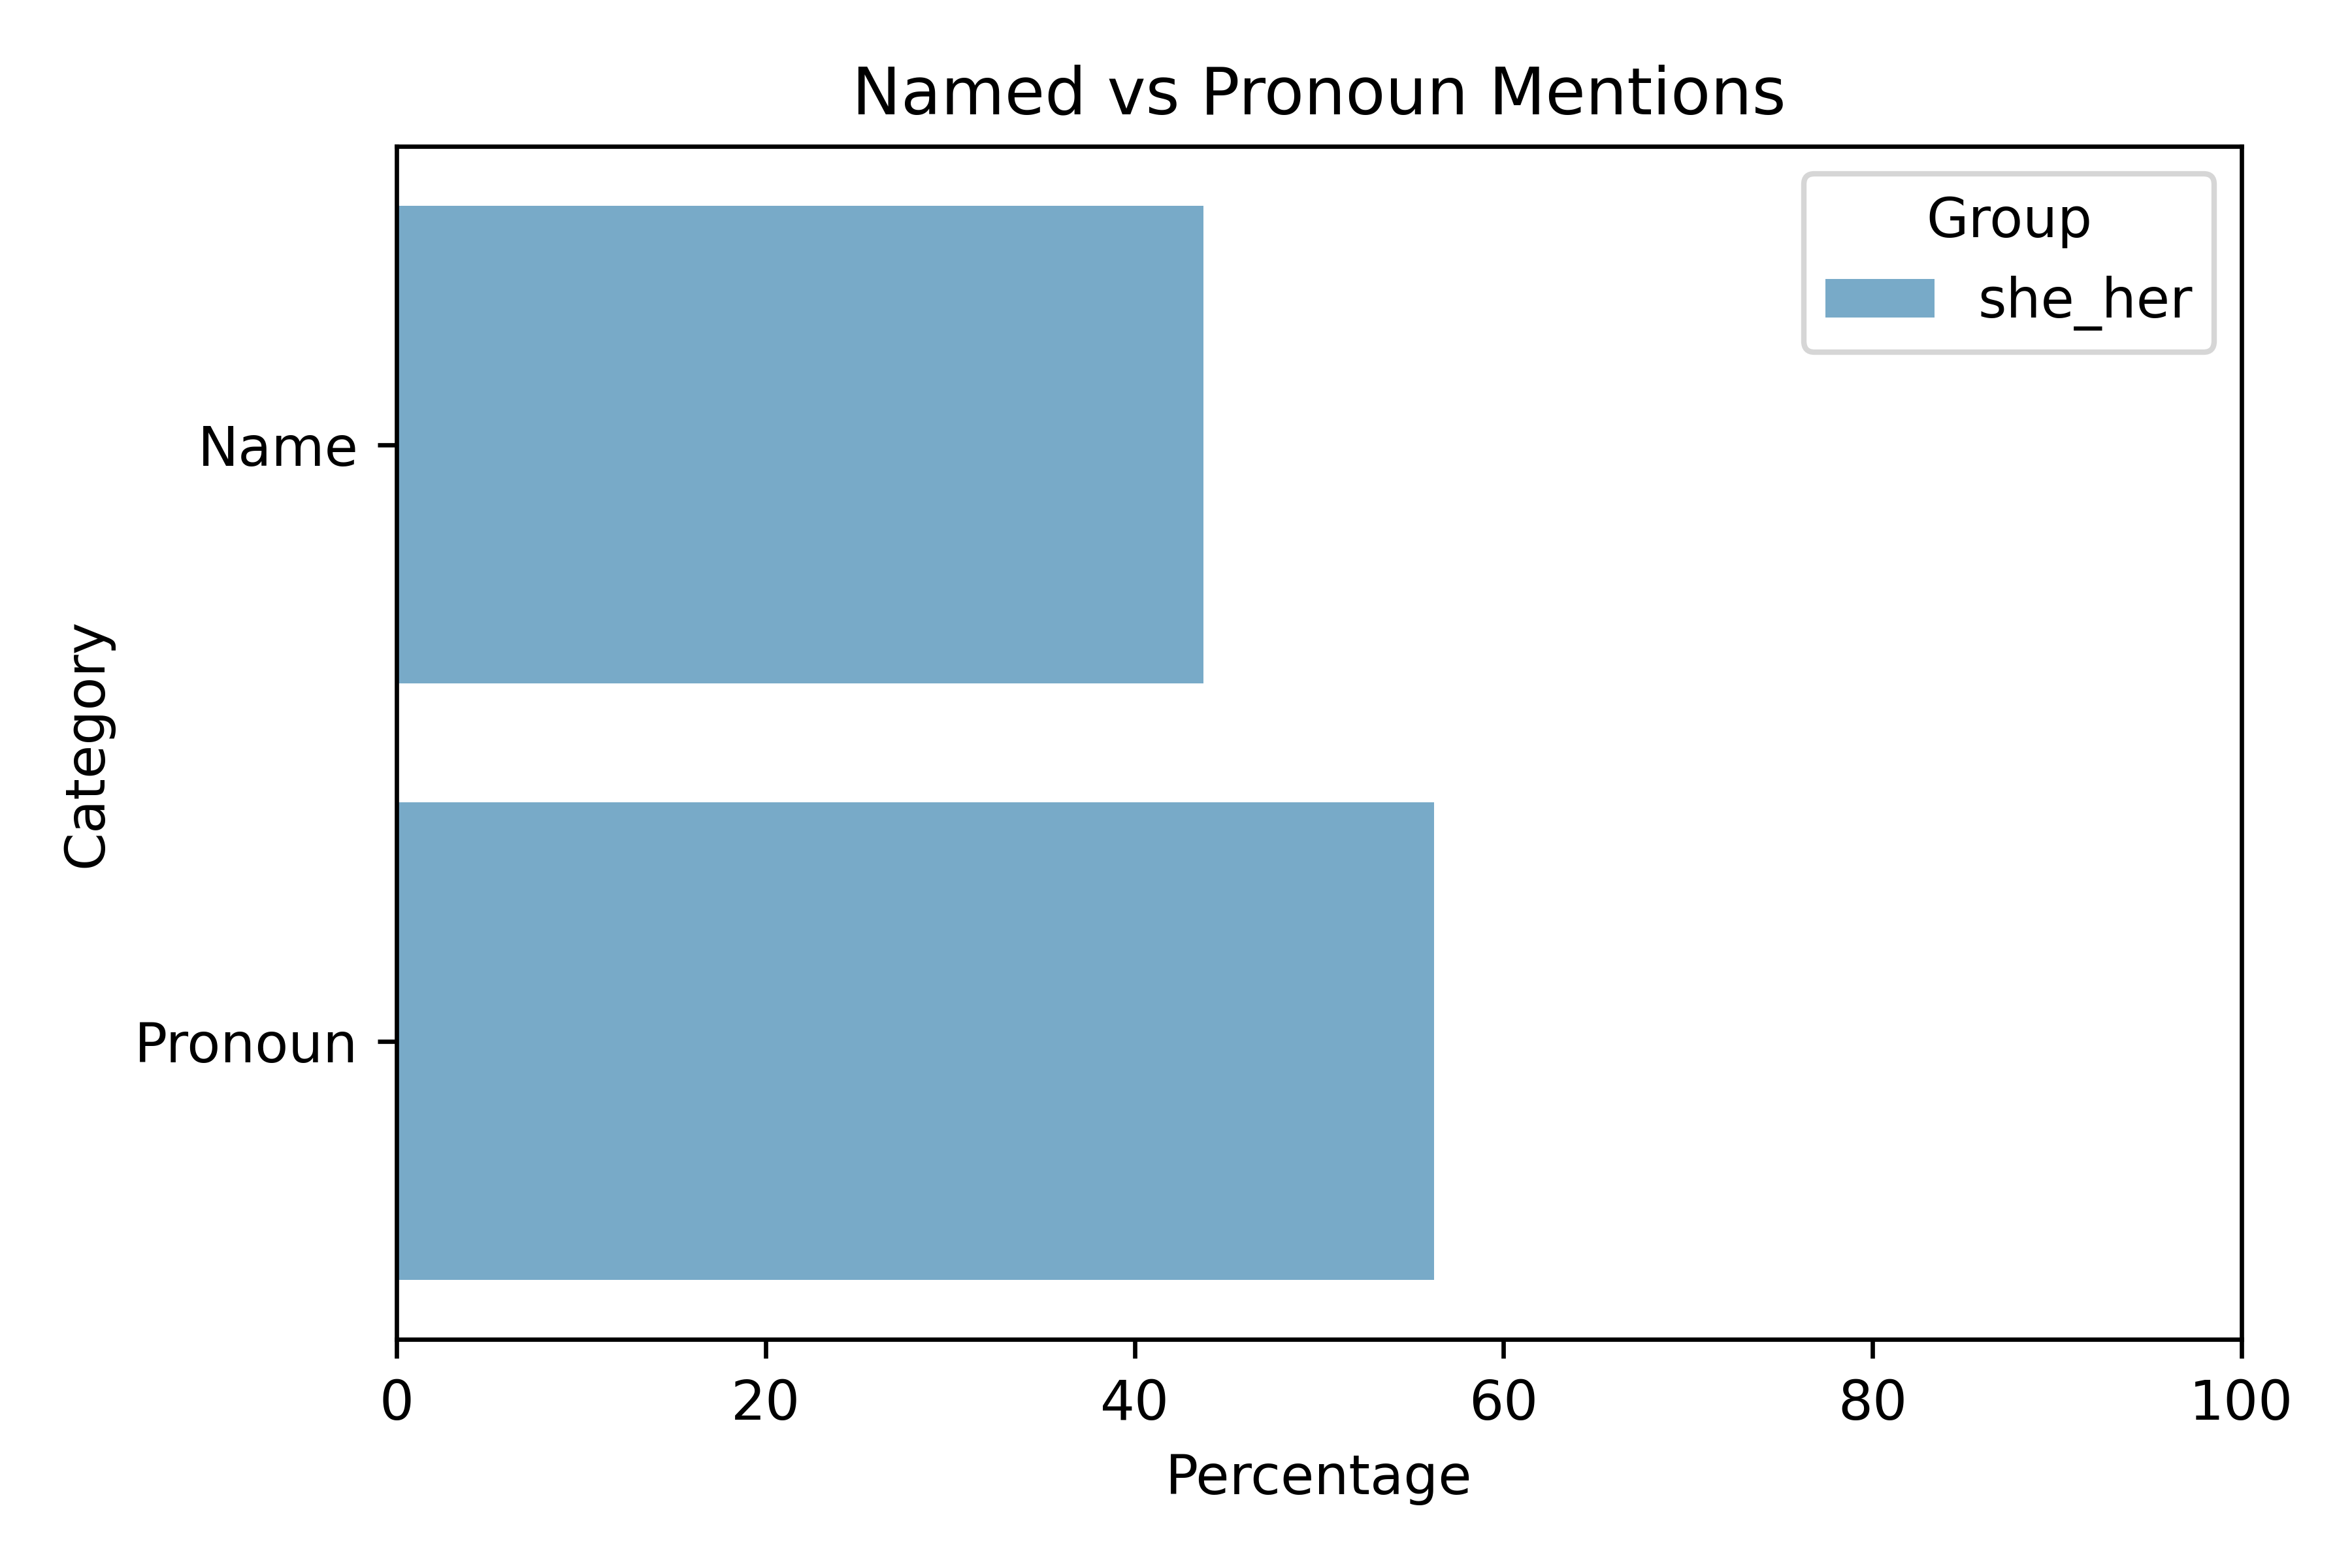 Named vs Pronoun Mentions
Group
she_her
Name
Category
Pronoun
0 20 40 60 80 100
Percentage